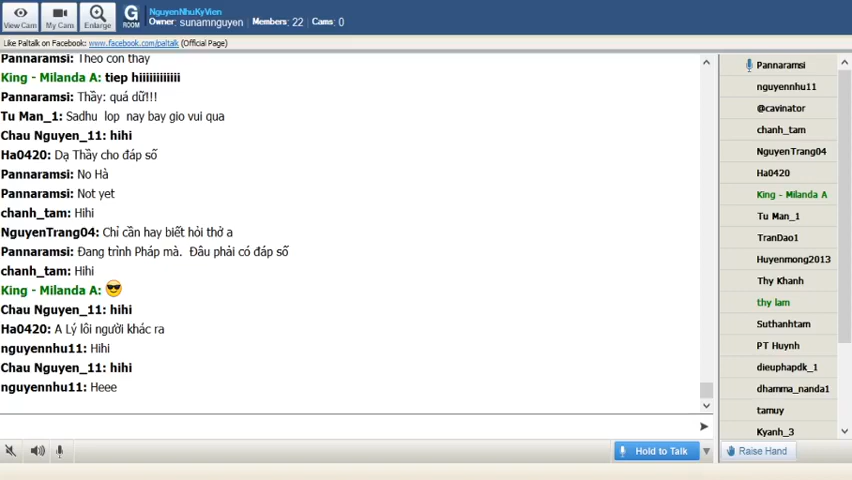 View Cam
My Cam
Enlarge
G
ROOM
NguyenNhuKyVien
Owner: sunamnguyen Members: 22 Cams: 0
Like Paltalk on Facebook: www.facebook.com/paltalk (Official Page)
Pannaramsi: Theo con thay
King - Milanda A: tiep hiiiiiiiiiiii
Pannaramsi: Thầy: quá dữ!!!
Tu Man_1: Sadhu lop nay bay gio vui qua
Chau Nguyen_11: hihi
Ha0420: Dạ Thầy cho đáp số
Pannaramsi: No Hà
Pannaramsi: Not yet
chanh_tam: Hihi
NguyenTrang04: Chỉ cần hay biết hỏi thở a
Pannaramsi: Đang trình Pháp mà. Đâu phải có đáp số
chanh_tam: Hihi
King - Milanda A:
Chau Nguyen_11: hihi
Ha0420: A Lý lôi người khác ra
nguyennhu11: Hihi
Chau Nguyen_11: hihi
nguyennhu11: Heee
Hold to Talk
Pannaramsi
nguyennhu11
@cavinator
chanh_tam
NguyenTrang04
Ha0420
King - Milanda A
Tu Man_1
TranDao1
Huyenmong2013
Thy Khanh
thy lam
Suthanhtam
PT Huynh
dieuphapdk_1
dhamma_nanda1
tamuy
Kyanh_3
Raise Hand